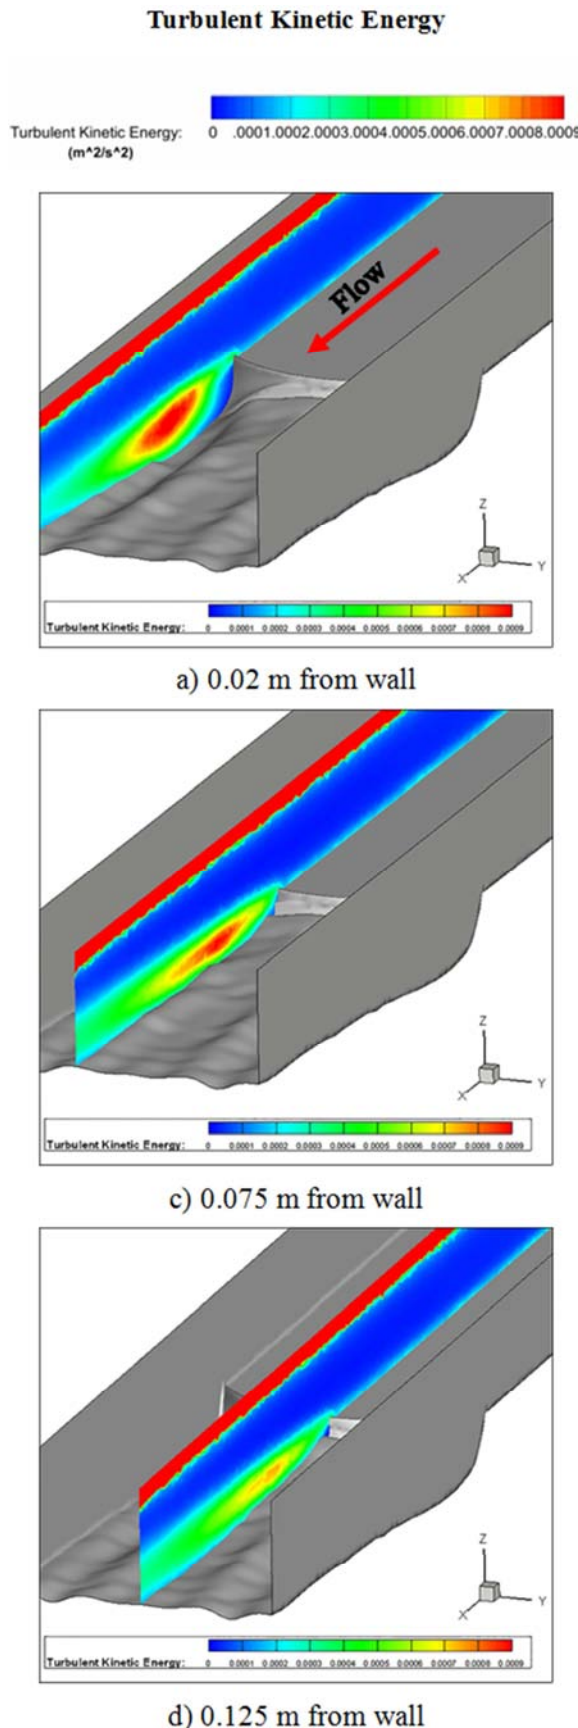 Turbulent Kinetic Energy
Turbulent Kinetic Energy:
(m^2/s^2)
0 .0001.0002.0003.0004.0005.0006.0007.0008.0009
Flow
Z
X
Y
Turbulent Kinetic Energy: 0 0.0001 0.0002 0.0003 0.0004 0.0005 0.0006 0.0007 0.0008 0.0009
a) 0.02 m from wall
Z
X
Y
Turbulent Kinetic Energy: 0 0.0001 0.0002 0.0003 0.0004 0.0005 0.0006 0.0007 0.0008 0.0009
c) 0.075 m from wall
Z
X
Y
Turbulent Kinetic Energy: 0 0.0001 0.0002 0.0003 0.0004 0.0005 0.0006 0.0007 0.0008 0.0009
d) 0.125 m from wall